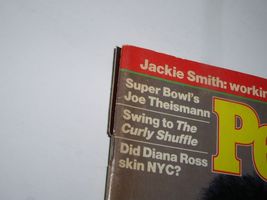 Jackie Smith: workin
Super Bowl's
Joe Theismann
Swing to The
Curly Shuffle
Pe
Did Diana Ross
skin NYC?